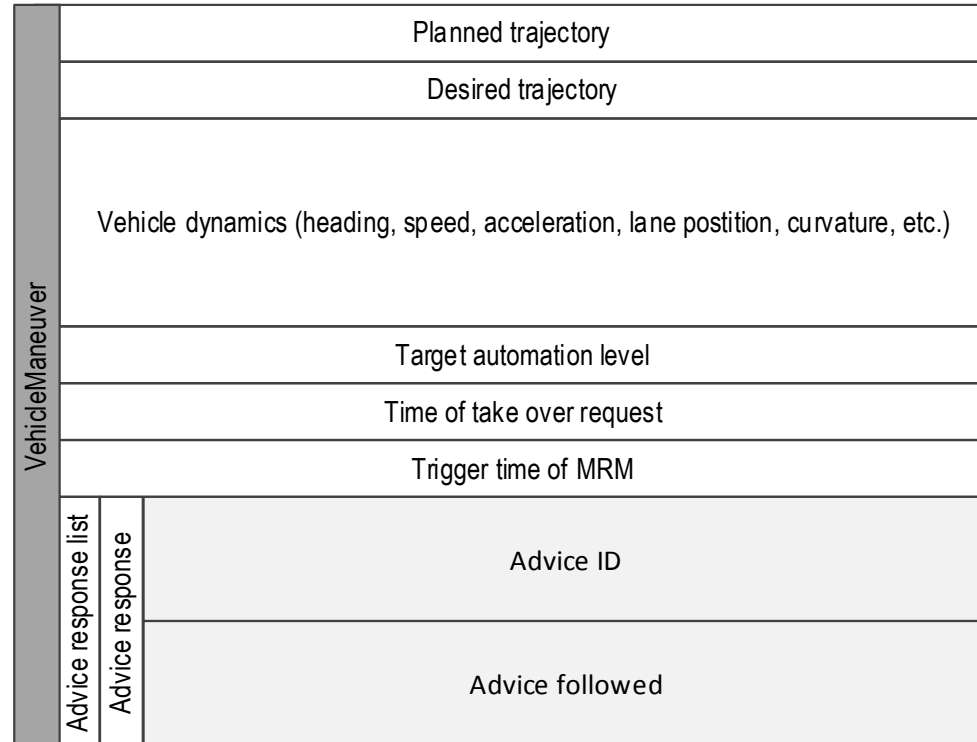 VehicleManeuver
Planned trajectory
Desired trajectory
Vehicle dynamics (heading, speed, acceleration, lane postition, curvature, etc.)
Target automation level
Time of take over request
Trigger time of MRM
Advice response list
Advice response
Advice ID
Advice followed